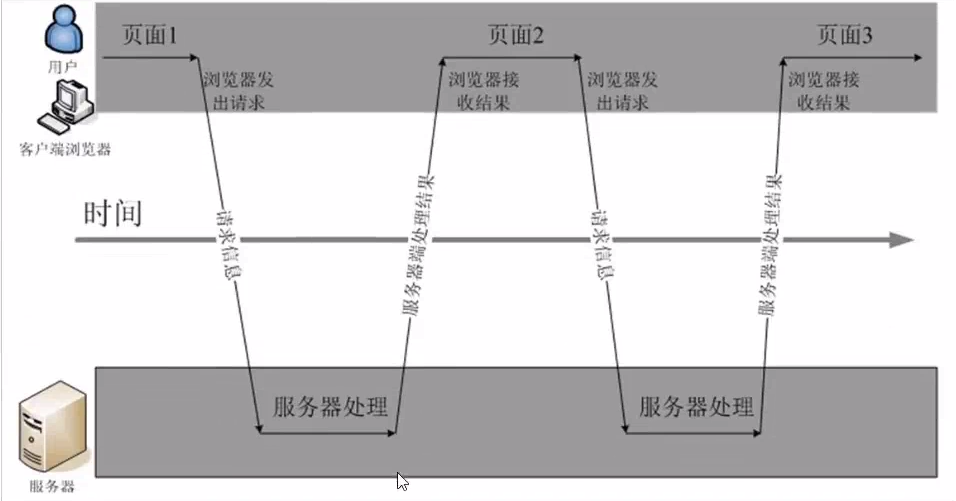 页面1
页面2
页面3
用户
浏览器发
出请求
浏览器接
收结果
浏览器发
出请求
浏览器接
收结果
客户端浏览器
时间
请求信息
服务器端处理结果
请求信息
服务器端处理结果
服务器处理
服务器处理
服务器